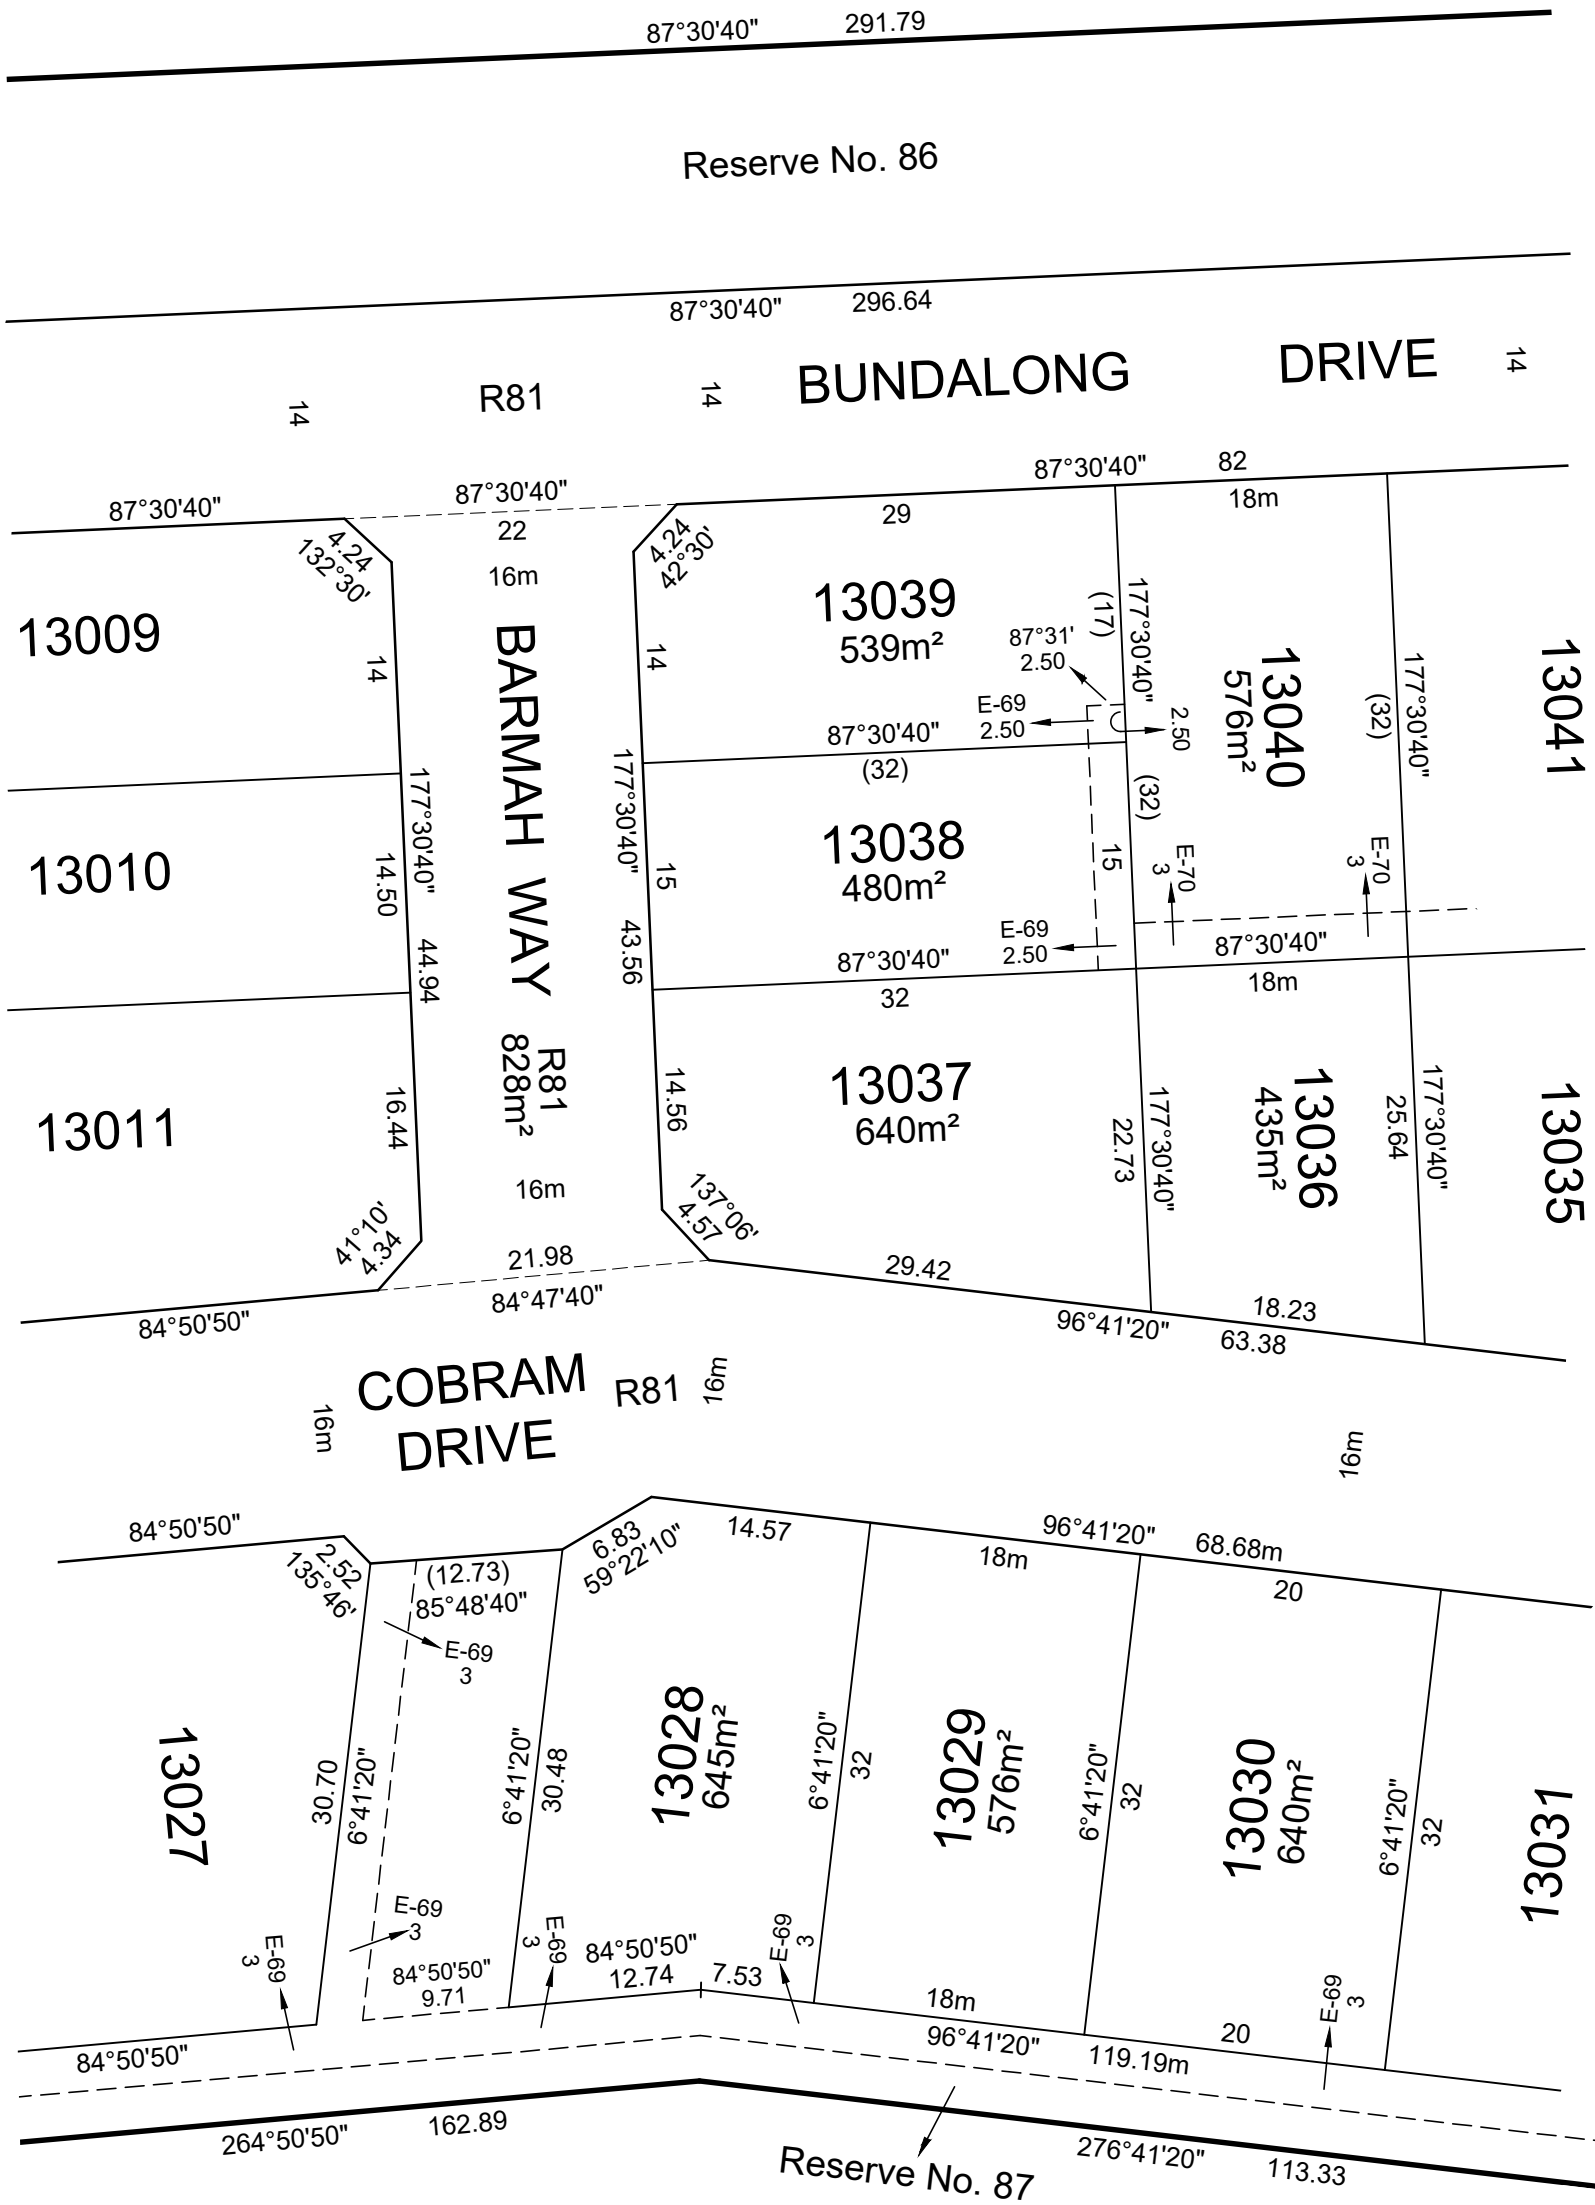 87°30'40" 291.79
Reserve No. 86
87°30'40" 296.64
14
R81
14
BUNDALONG DRIVE
14
87°30'40"
87°30'40"
22
16m
87°30'40" 82
29
18m
4.24
132°30'
4.24
42°30'
13009
14
14
13039
539m²
(17)
177°30'40"
87°31'
2.50
E-69
2.50
2.50
87°30'40"
(32)
13040
576m²
(32)
177°30'40"
13041
BARMAH WAY
R81
828m²
177°30'40"
44.94
177°30'40"
43.56
13010
14.50
15
13038
480m²
(32)
15
E-70
3
E-70
3
E-69
2.50
87°30'40"
32
87°30'40"
18m
13011
16.44
14.56
13037
640m²
22.73
177°30'40"
13036
435m²
25.64
177°30'40"
13035
16m
41°10'
4.34
137°06'
4.57
21.98
84°47'40"
84°50'50"
29.42
18.23
96°41'20" 63.38
COBRAM
DRIVE
R81
16m
16m
16m
84°50'50"
2.52
135°46'
(12.73)
85°48'40"
6.83
59°22'10"
14.57
96°41'20" 68.68m
18m
20
E-69
3
13027
30.70
6°41'20"
6°41'20"
30.48
13028
645m²
6°41'20"
32
13029
576m²
6°41'20"
32
13030
640m²
6°41'20"
32
13031
E-69
3
E-69
3
84°50'50"
9.71
E-69
3
84°50'50"
12.74
7.53
E-69
3
18m
20
E-69
3
96°41'20" 119.19m
84°50'50"
264°50'50" 162.89
276°41'20" 113.33
Reserve No. 87